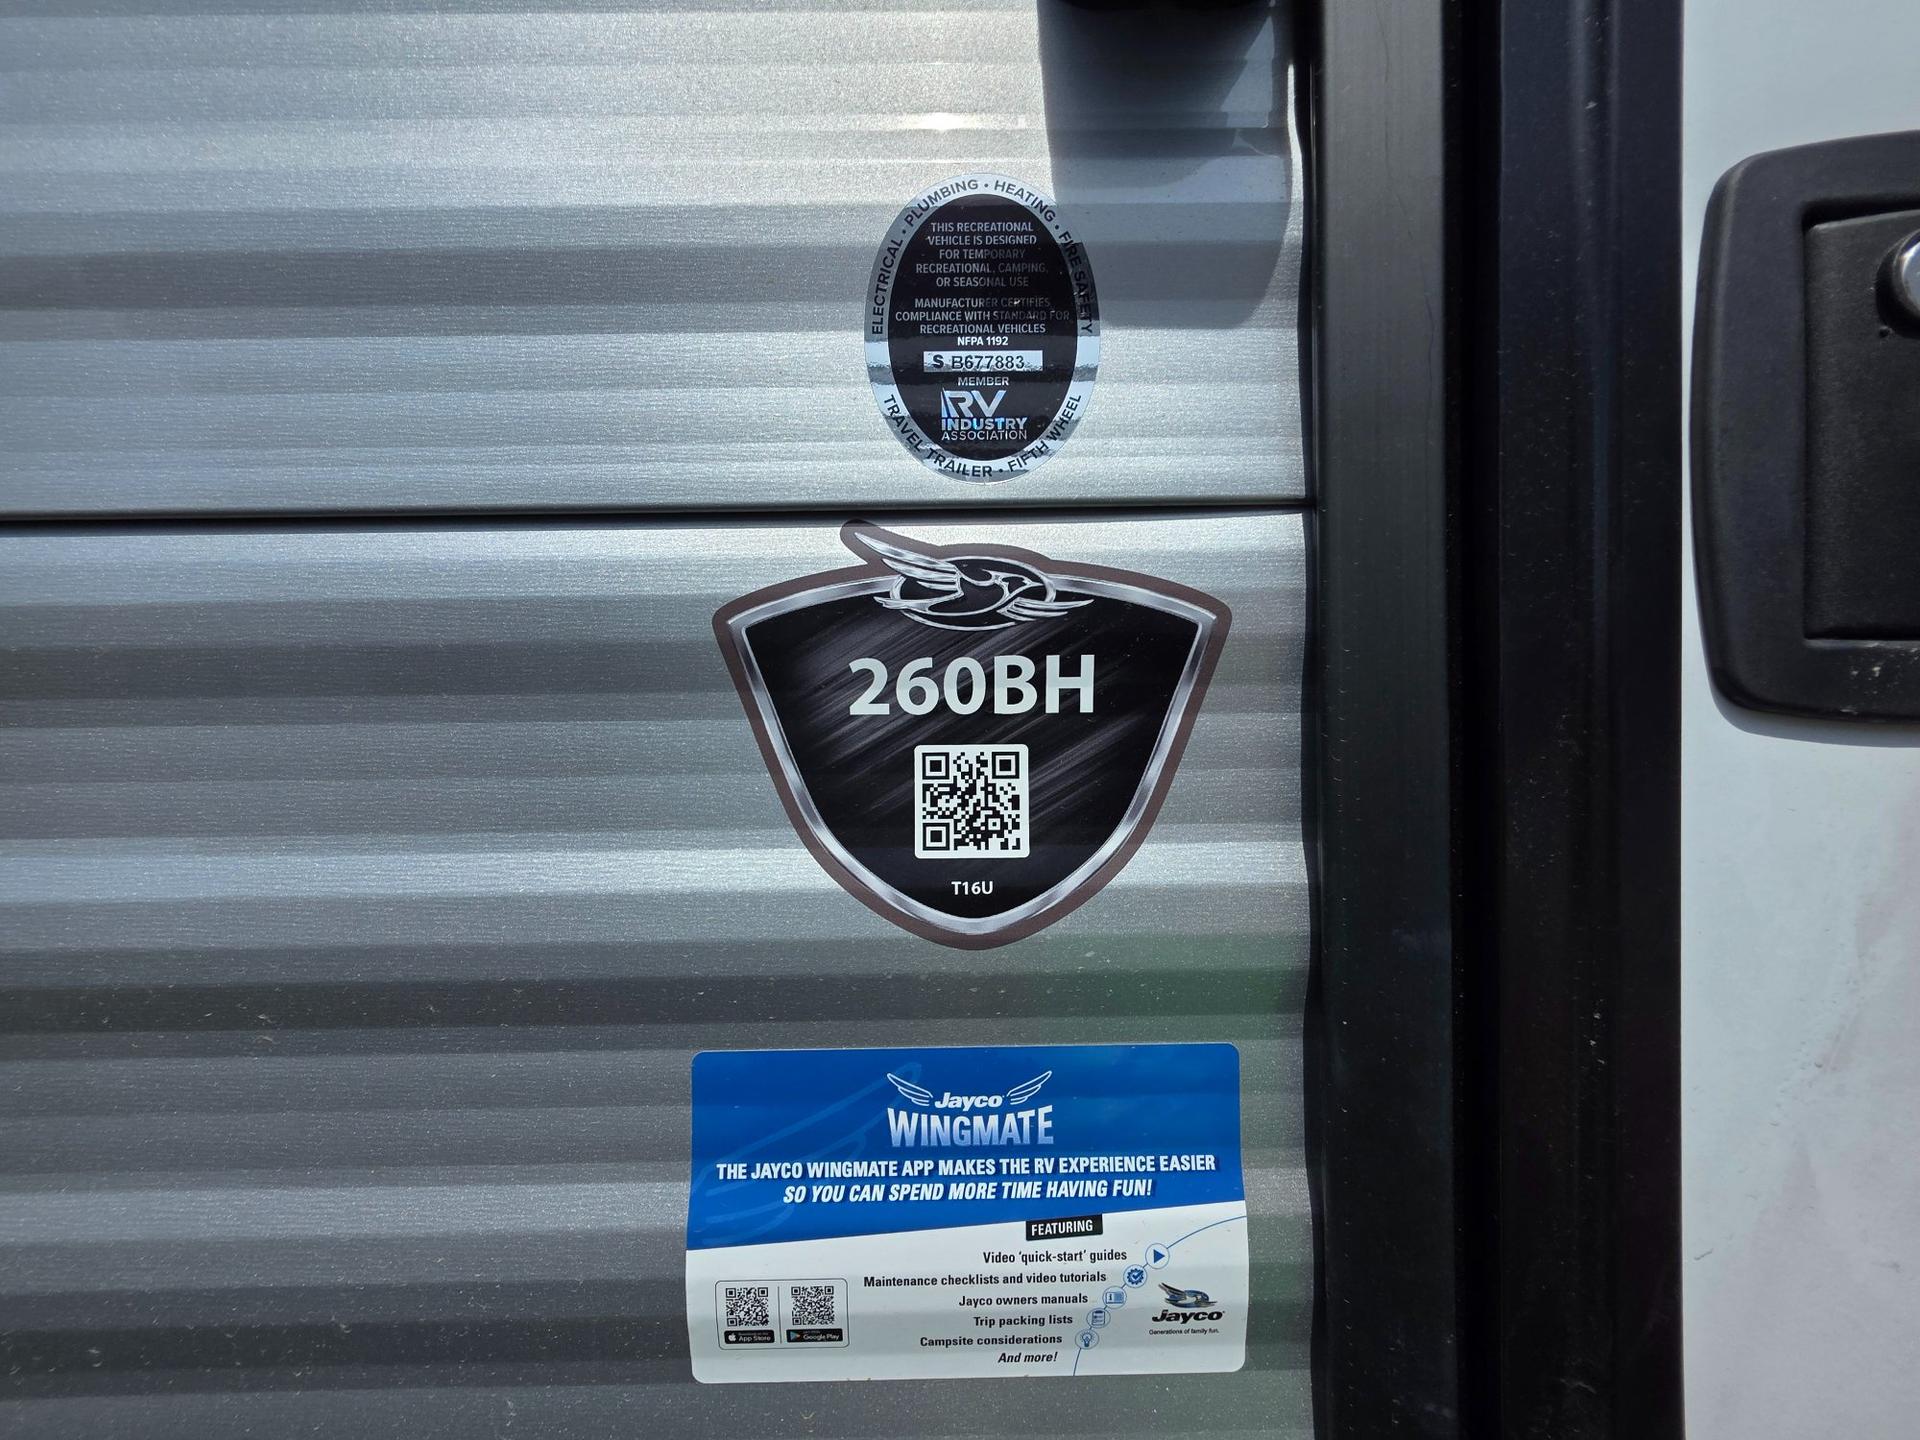 ELECTRICAL • PLUMBING • HEATING • FIRE SAFETY
THIS RECREATIONAL
VEHICLE IS DESIGNED
FOR TEMPORARY
RECREATIONAL, CAMPING,
OR SEASONAL USE
MANUFACTURER CERTIFIES
COMPLIANCE WITH STANDARD FOR
RECREATIONAL VEHICLES
NFPA 1192
S B677883
MEMBER
RV
INDUSTRY
ASSOCIATION
TRAVEL TRAILER • FIFTH WHEEL
260BH
T16U
Jayco
WINGMATE
THE JAYCO WINGMATE APP MAKES THE RV EXPERIENCE EASIER
SO YOU CAN SPEND MORE TIME HAVING FUN!
FEATURING
Video 'quick-start' guides
Maintenance checklists and video tutorials
Jayco owners manuals
Trip packing lists
Campsite considerations
And more!
App Store
Google Play
Jayco
Generations of family fun.